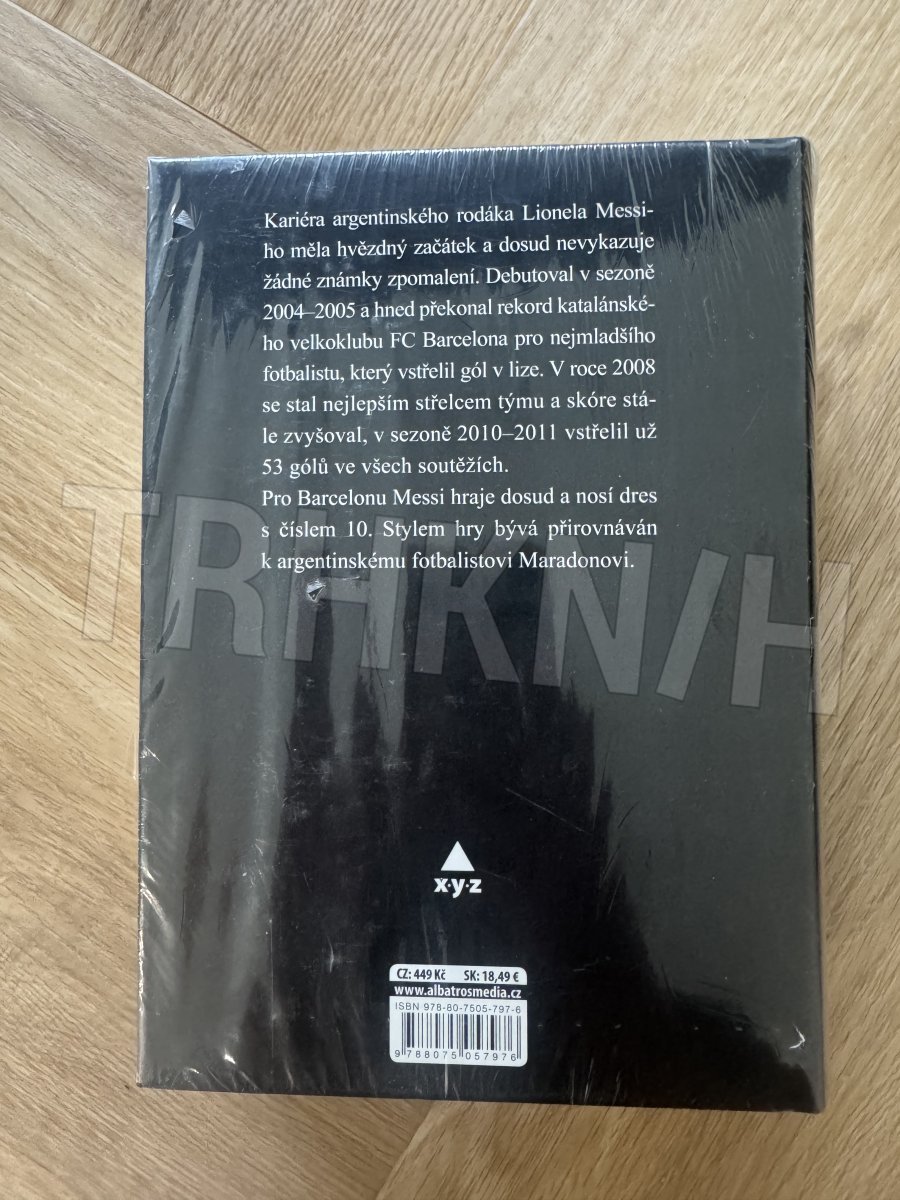 Kariéra argentinského rodáka Lionela Messi-
ho měla hvězdný začátek a dosud nevykazuje
žádné známky zpomalení. Debutoval v sezoně
2004–2005 a hned překonal rekord katalánské-
ho velkoklubu FC Barcelona pro nejmladšího
fotbalistu, který vstřelil gól v lize. V roce 2008
se stal nejlepším střelcem týmu a skóre stá-
le zvyšoval, v sezoně 2010–2011 vstřelil už
53 gólů ve všech soutěžích.
Pro Barcelonu Messi hraje dosud a nosí dres
s číslem 10. Stylem hry bývá přirovnáván
k argentinskému fotbalistovi Maradonovi.
TRHKN/H
x·y·z
CZ: 449 Kč SK: 18,49 €
www.albatrosmedia.cz
ISBN 978-80-7505-797-6
9 788075 057976